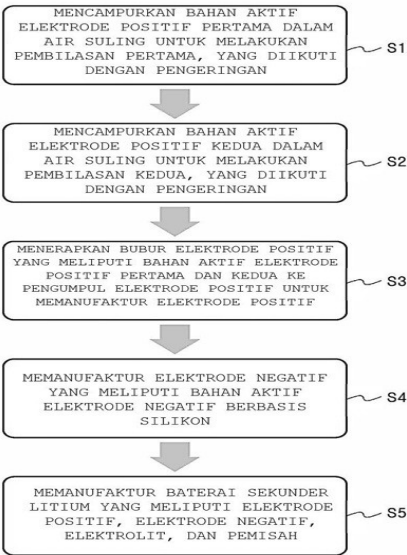 MENCAMPURKAN BAHAN AKTIF
ELEKTRODE POSITIF PERTAMA DALAM
AIR SULING UNTUK MELAKUKAN
PEMBILASAN PERTAMA, YANG DIIKUTI
DENGAN PENGERINGAN
S1
MENCAMPURKAN BAHAN AKTIF
ELEKTRODE POSITIF KEDUA DALAM
AIR SULING UNTUK MELAKUKAN
PEMBILASAN KEDUA, YANG DIIKUTI
DENGAN PENGERINGAN
S2
MENERAPKAN BUBUR ELEKTRODE POSITIF
YANG MELIPUTI BAHAN AKTIF ELEKTRODE
POSITIF PERTAMA DAN KEDUA KE
PENGUMPUL ELEKTRODE POSITIF UNTUK
MEMANUFAKTUR ELEKTRODE POSITIF
S3
MEMANUFAKTUR ELEKTRODE NEGATIF
YANG MELIPUTI BAHAN AKTIF
ELEKTRODE NEGATIF BERBASIS
SILIKON
S4
MEMANUFAKTUR BATERAI SEKUNDER
LITIUM YANG MELIPUTI ELEKTRODE
POSITIF, ELEKTRODE NEGATIF,
ELEKTROLIT, DAN PEMISAH
S5